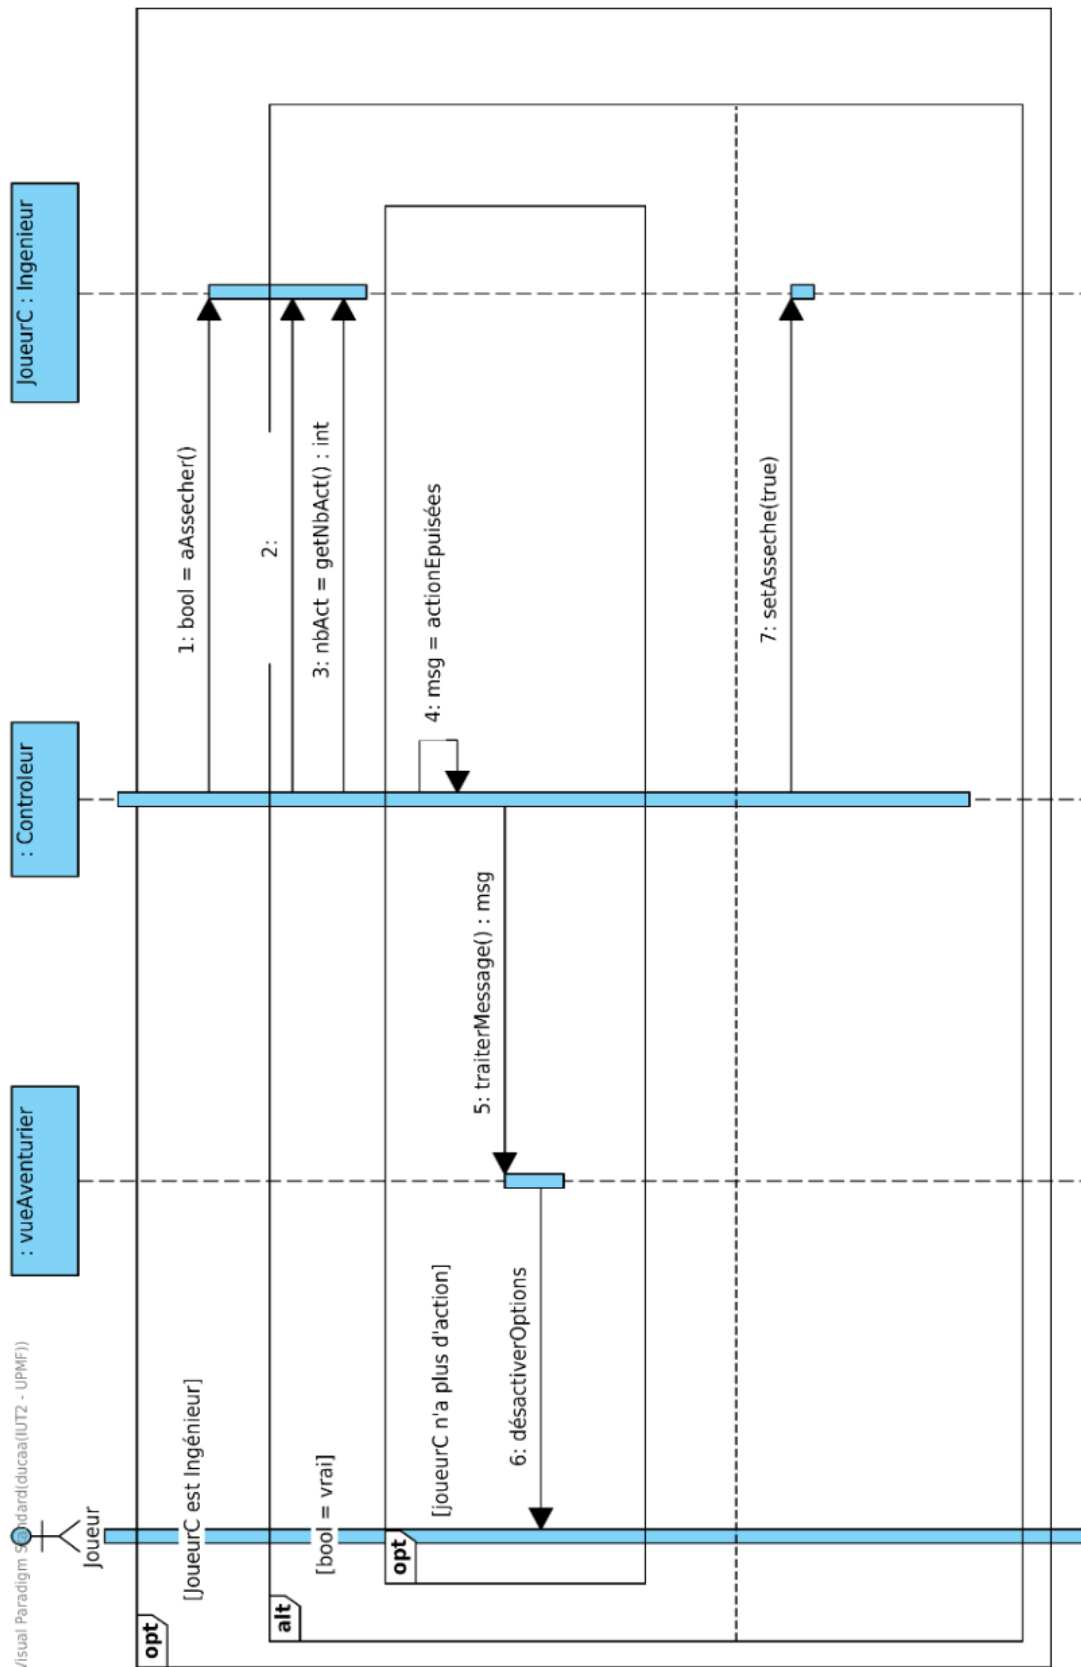 Visual Paradigm Standard(ducaa(IUT2 - UPMF))
Joueur
: vueAventurier
: Controleur
JoueurC : Ingenieur
opt
[JoueurC est Ingénieur]
1: bool = aAssecher()
alt
[bool = vrai]
2:
3: nbAct = getNbAct() : int
opt
[joueurC n'a plus d'action]
4: msg = actionEpuisées
5: traiterMessage() : msg
6: désactiverOptions
7: setAsseche(true)